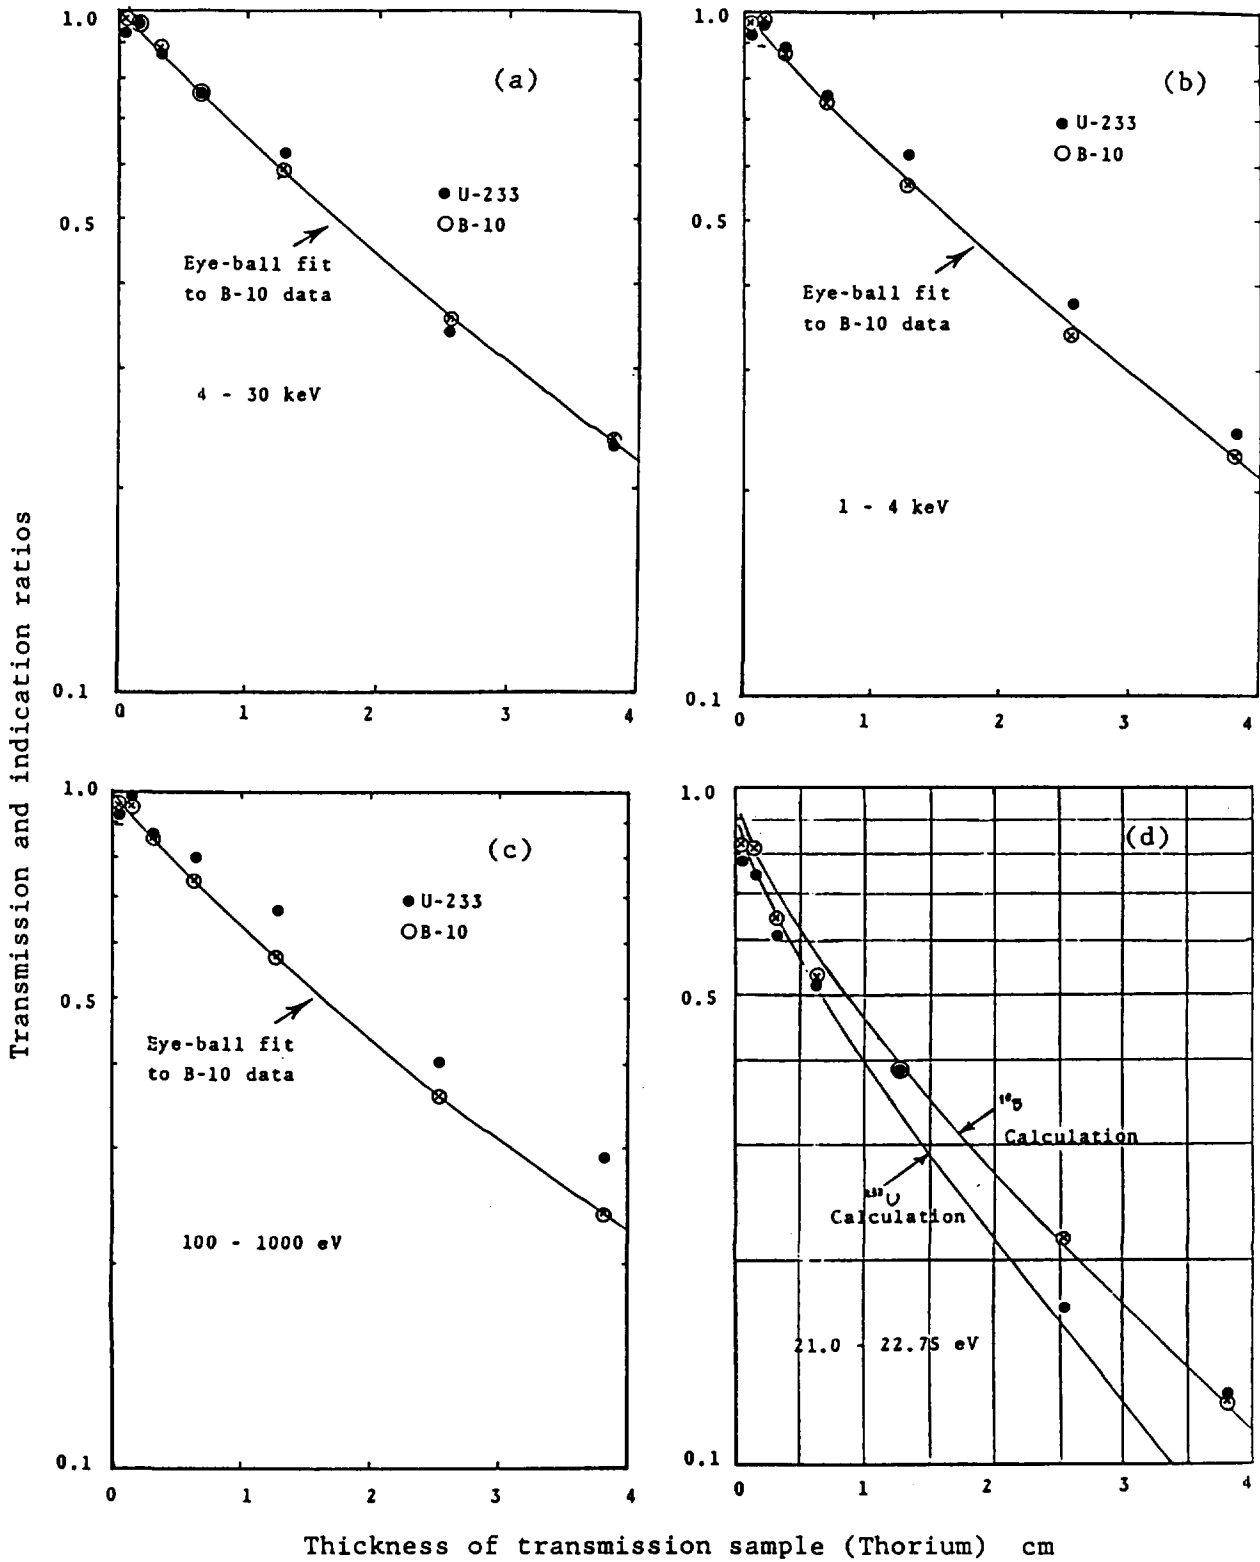 Transmission and indication ratios
1.0
0.5
0.1
(a)
● U-233
○ B-10
Eye-ball fit
to B-10 data
4 - 30 keV
0 1 2 3 4
1.0
0.5
0.1
(b)
● U-233
○ B-10
Eye-ball fit
to B-10 data
1 - 4 keV
0 1 2 3 4
1.0
0.5
0.1
(c)
● U-233
○ B-10
Eye-ball fit
to B-10 data
100 - 1000 eV
0 1 2 3 4
1.0
0.5
0.1
(d)
¹⁰B
Calculation
²³³U
Calculation
21.0 - 22.75 eV
0 1 2 3 4
Thickness of transmission sample (Thorium) cm